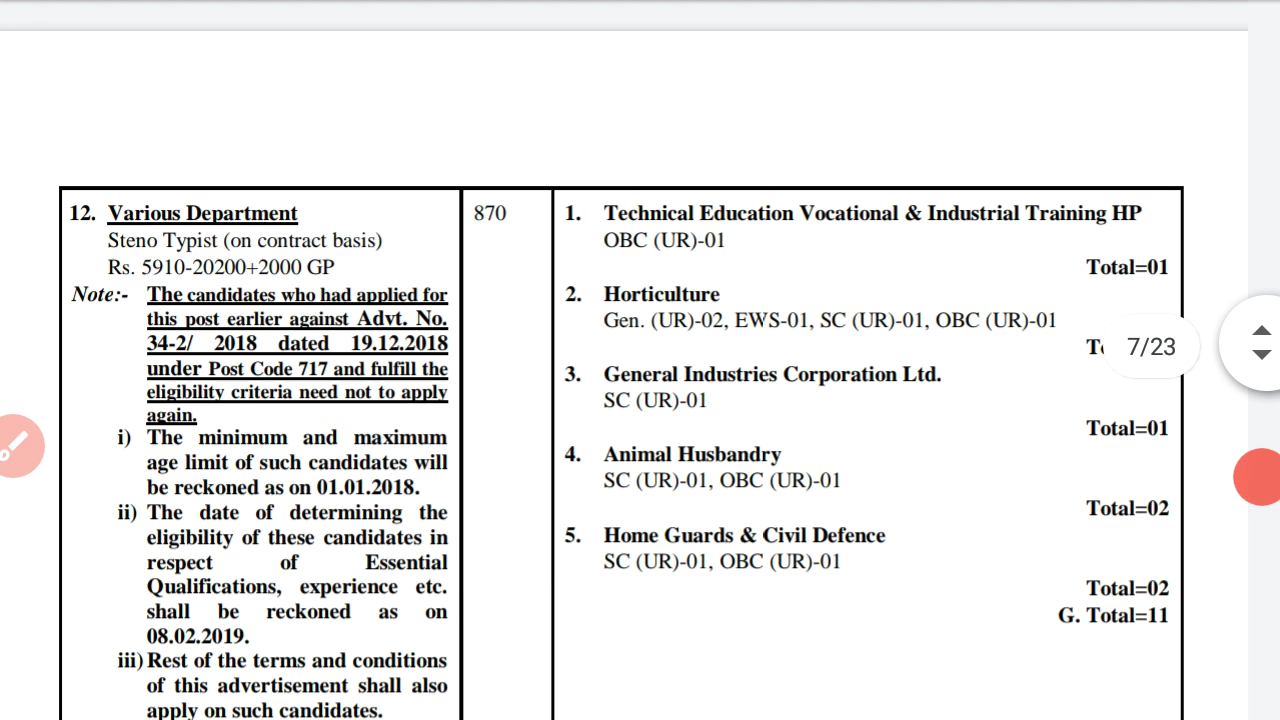 12. Various Department
Steno Typist (on contract basis)
Rs. 5910-20200+2000 GP
Note:- The candidates who had applied for
this post earlier against Advt. No.
34-2/ 2018 dated 19.12.2018
under Post Code 717 and fulfill the
eligibility criteria need not to apply
again.
i) The minimum and maximum
age limit of such candidates will
be reckoned as on 01.01.2018.
ii) The date of determining the
eligibility of these candidates in
respect of Essential
Qualifications, experience etc.
shall be reckoned as on
08.02.2019.
iii) Rest of the terms and conditions
of this advertisement shall also
apply on such candidates.
870
1. Technical Education Vocational & Industrial Training HP
OBC (UR)-01
Total=01
2. Horticulture
Gen. (UR)-02, EWS-01, SC (UR)-01, OBC (UR)-01
3. General Industries Corporation Ltd.
SC (UR)-01
Total=01
4. Animal Husbandry
SC (UR)-01, OBC (UR)-01
Total=02
5. Home Guards & Civil Defence
SC (UR)-01, OBC (UR)-01
Total=02
G. Total=11
7/23